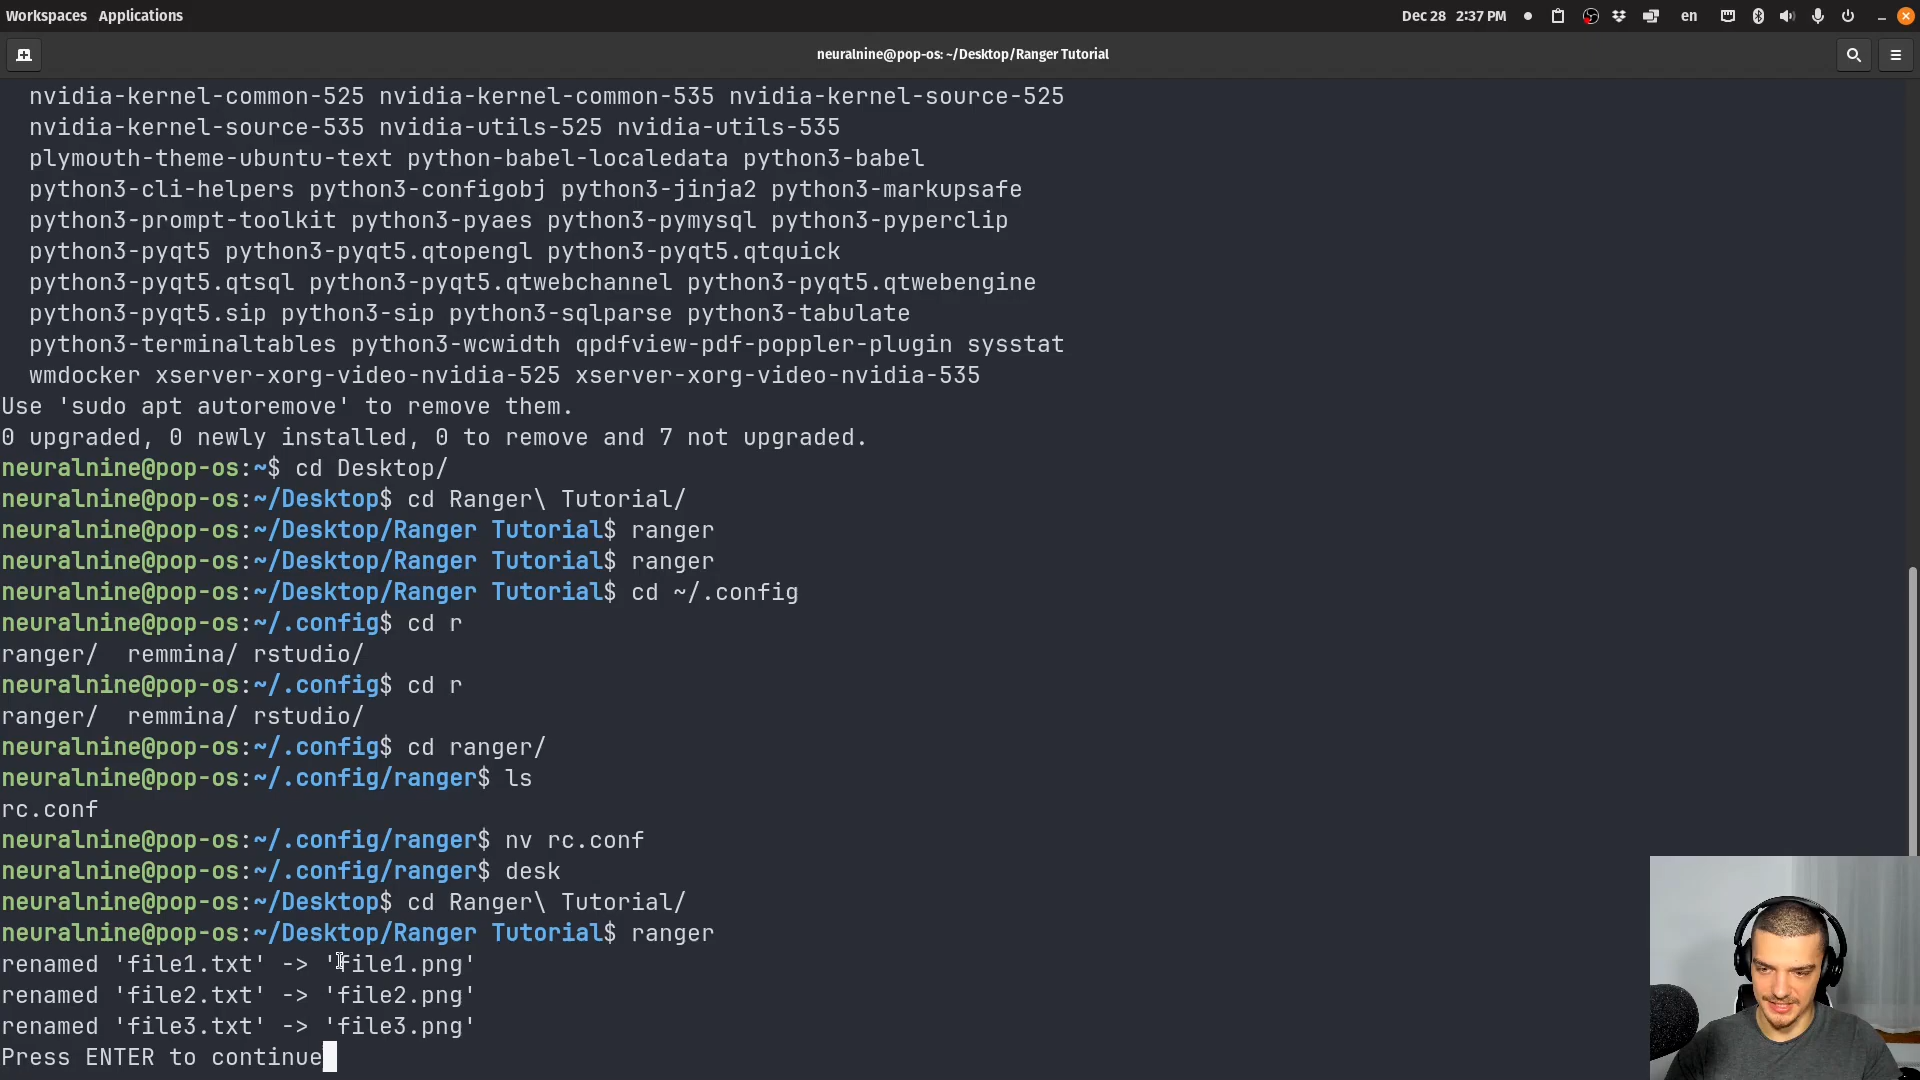 Workspaces Applications
Dec 28 2:37 PM
en
neuralnine@pop-os: ~/Desktop/Ranger Tutorial
nvidia-kernel-common-525 nvidia-kernel-common-535 nvidia-kernel-source-525
nvidia-kernel-source-535 nvidia-utils-525 nvidia-utils-535
plymouth-theme-ubuntu-text python-babel-localedata python3-babel
python3-cli-helpers python3-configobj python3-jinja2 python3-markupsafe
python3-prompt-toolkit python3-pyaes python3-pymysql python3-pyperclip
python3-pyqt5 python3-pyqt5.qtopengl python3-pyqt5.qtquick
python3-pyqt5.qtsql python3-pyqt5.qtwebchannel python3-pyqt5.qtwebengine
python3-pyqt5.sip python3-sip python3-sqlparse python3-tabulate
python3-terminaltables python3-wcwidth qpdfview-pdf-poppler-plugin sysstat
wmdocker xserver-xorg-video-nvidia-525 xserver-xorg-video-nvidia-535
Use 'sudo apt autoremove' to remove them.
0 upgraded, 0 newly installed, 0 to remove and 7 not upgraded.
neuralnine@pop-os:~$ cd Desktop/
neuralnine@pop-os:~/Desktop$ cd Ranger\ Tutorial/
neuralnine@pop-os:~/Desktop/Ranger Tutorial$ ranger
neuralnine@pop-os:~/Desktop/Ranger Tutorial$ ranger
neuralnine@pop-os:~/Desktop/Ranger Tutorial$ cd ~/.config
neuralnine@pop-os:~/.config$ cd r
ranger/ remmina/ rstudio/
neuralnine@pop-os:~/.config$ cd r
ranger/ remmina/ rstudio/
neuralnine@pop-os:~/.config$ cd ranger/
neuralnine@pop-os:~/.config/ranger$ ls
rc.conf
neuralnine@pop-os:~/.config/ranger$ nv rc.conf
neuralnine@pop-os:~/.config/ranger$ desk
neuralnine@pop-os:~/Desktop$ cd Ranger\ Tutorial/
neuralnine@pop-os:~/Desktop/Ranger Tutorial$ ranger
renamed 'file1.txt' -> 'file1.png'
renamed 'file2.txt' -> 'file2.png'
renamed 'file3.txt' -> 'file3.png'
Press ENTER to continue